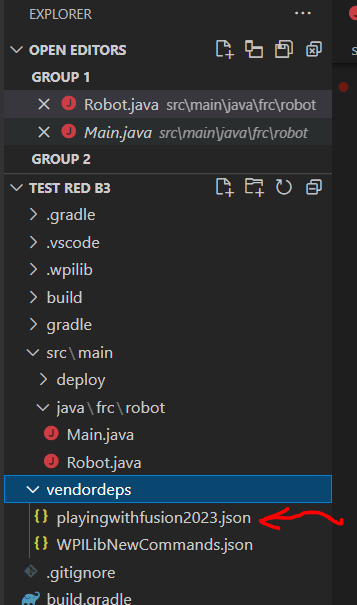 EXPLORER
OPEN EDITORS
GROUP 1
Robot.java src\main\java\frc\robot
Main.java src\main\java\frc\robot
GROUP 2
TEST RED B3
.gradle
.vscode
.wpilib
build
gradle
src\main
deploy
java\frc\robot
Main.java
Robot.java
vendordeps
{} playingwithfusion2023.json
{} WPILibNewCommands.json
.gitignore
build.gradle